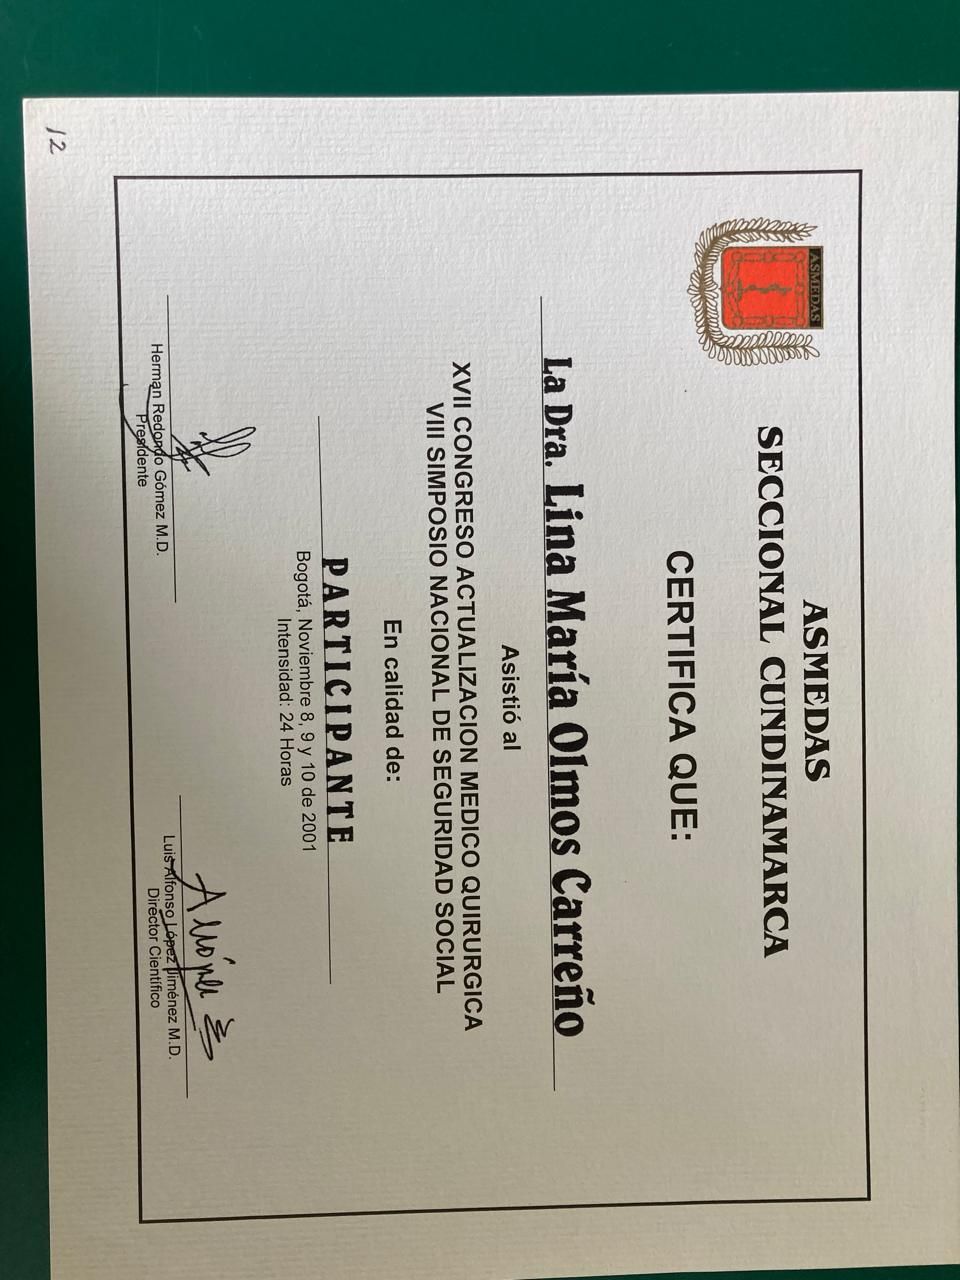 ASMEDAS
ASMEDAS
SECCIONAL CUNDINAMARCA
CERTIFICA QUE:
La Dra. Lina María Olmos Carreño
Asistió al
XVII CONGRESO ACTUALIZACION MEDICO QUIRURGICA
VIII SIMPOSIO NACIONAL DE SEGURIDAD SOCIAL
En calidad de:
PARTICIPANTE
Bogotá, Noviembre 8, 9 y 10 de 2001
Intensidad: 24 Horas
Herman Redondo Gómez M.D.
Presidente
Luis Alfonso López Jiménez M.D.
Director Científico
12